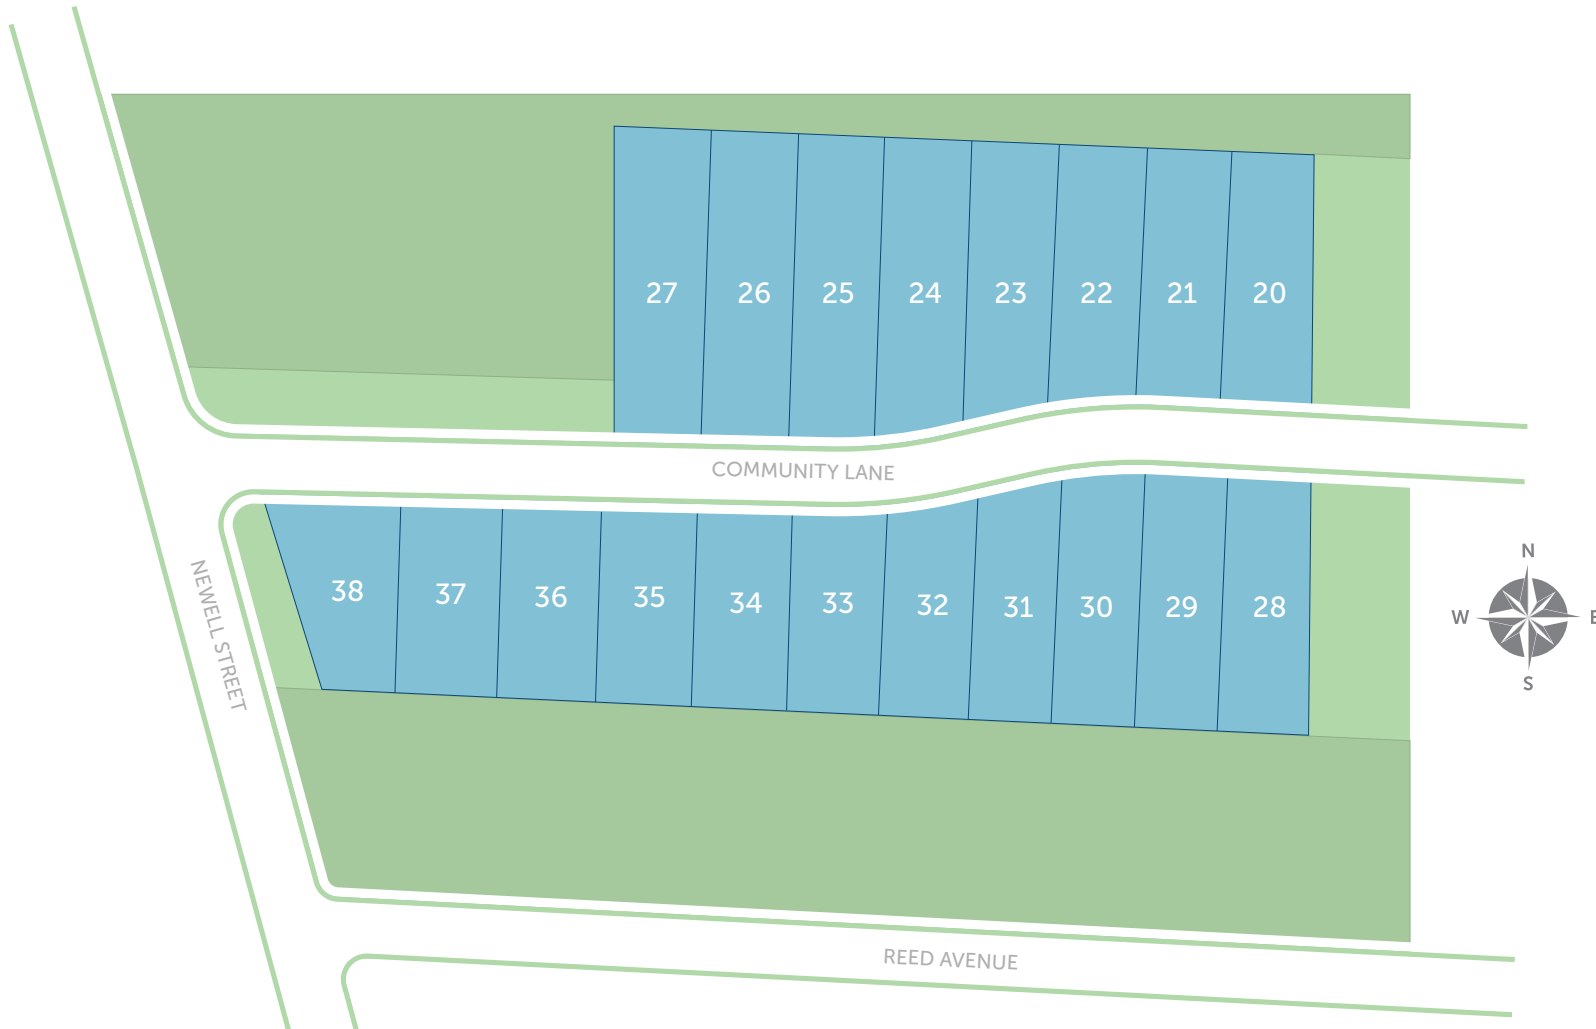 27 26 25 24 23 22 21 20
COMMUNITY LANE
38 37 36 35 34 33 32 31 30 29 28
NEWELL STREET
N
W E
S
REED AVENUE